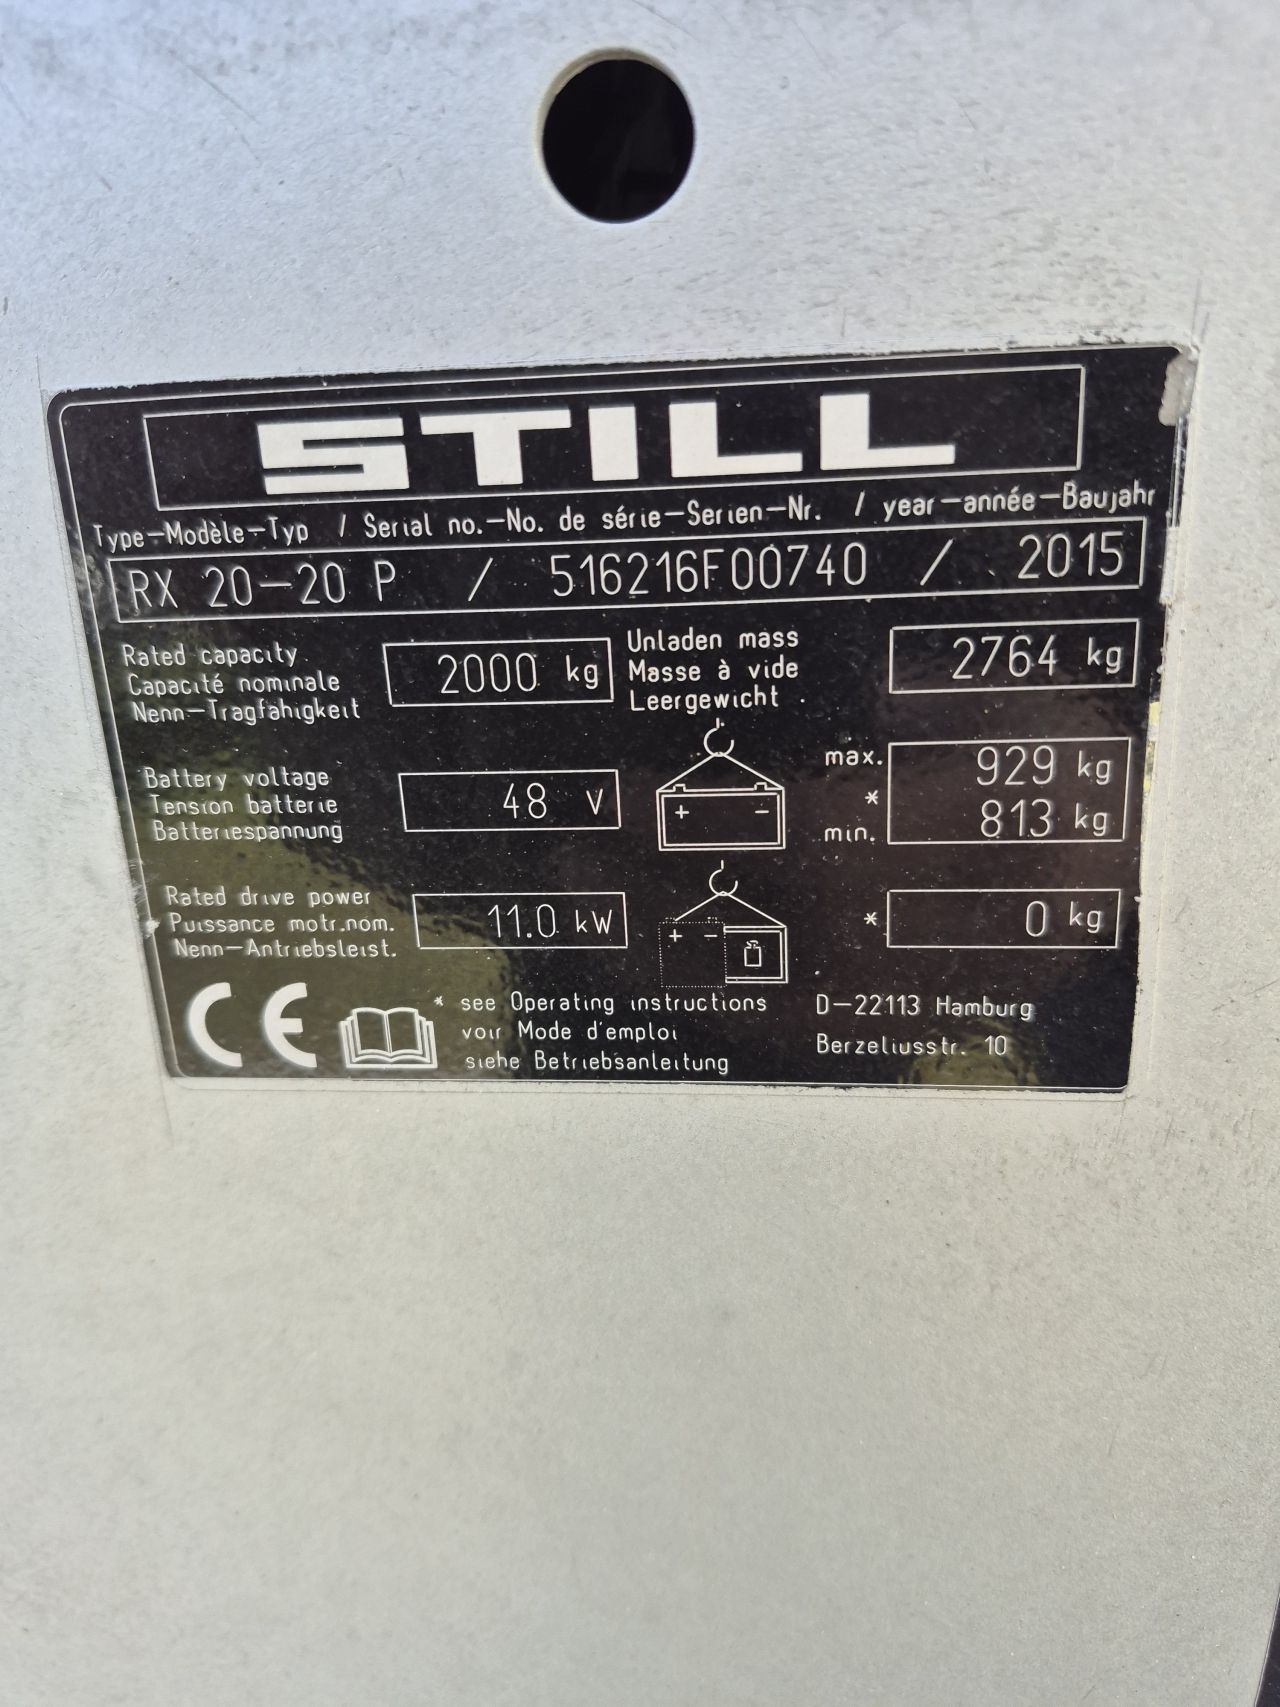 STILL
Type-Modèle-Typ / Serial no.-No. de série-Serien-Nr. / year-année-Baujahr
RX 20-20 P / 516216F00740 / 2015
Rated capacity
Capacité nominale
Nenn-Tragfähigkeit
2000 kg
Unladen mass
Masse à vide
Leergewicht
2764 kg
Battery voltage
Tension batterie
Batteriespannung
48 V
+ -
max.
*
min.
929 kg
813 kg
Rated drive power
Puissance motr.nom.
Nenn-Antriebsleist.
11.0 kW
+ -
*
0 kg
CE
* see Operating instructions
voir Mode d'emploi
siehe Betriebsanleitung
D-22113 Hamburg
Berzeliusstr. 10